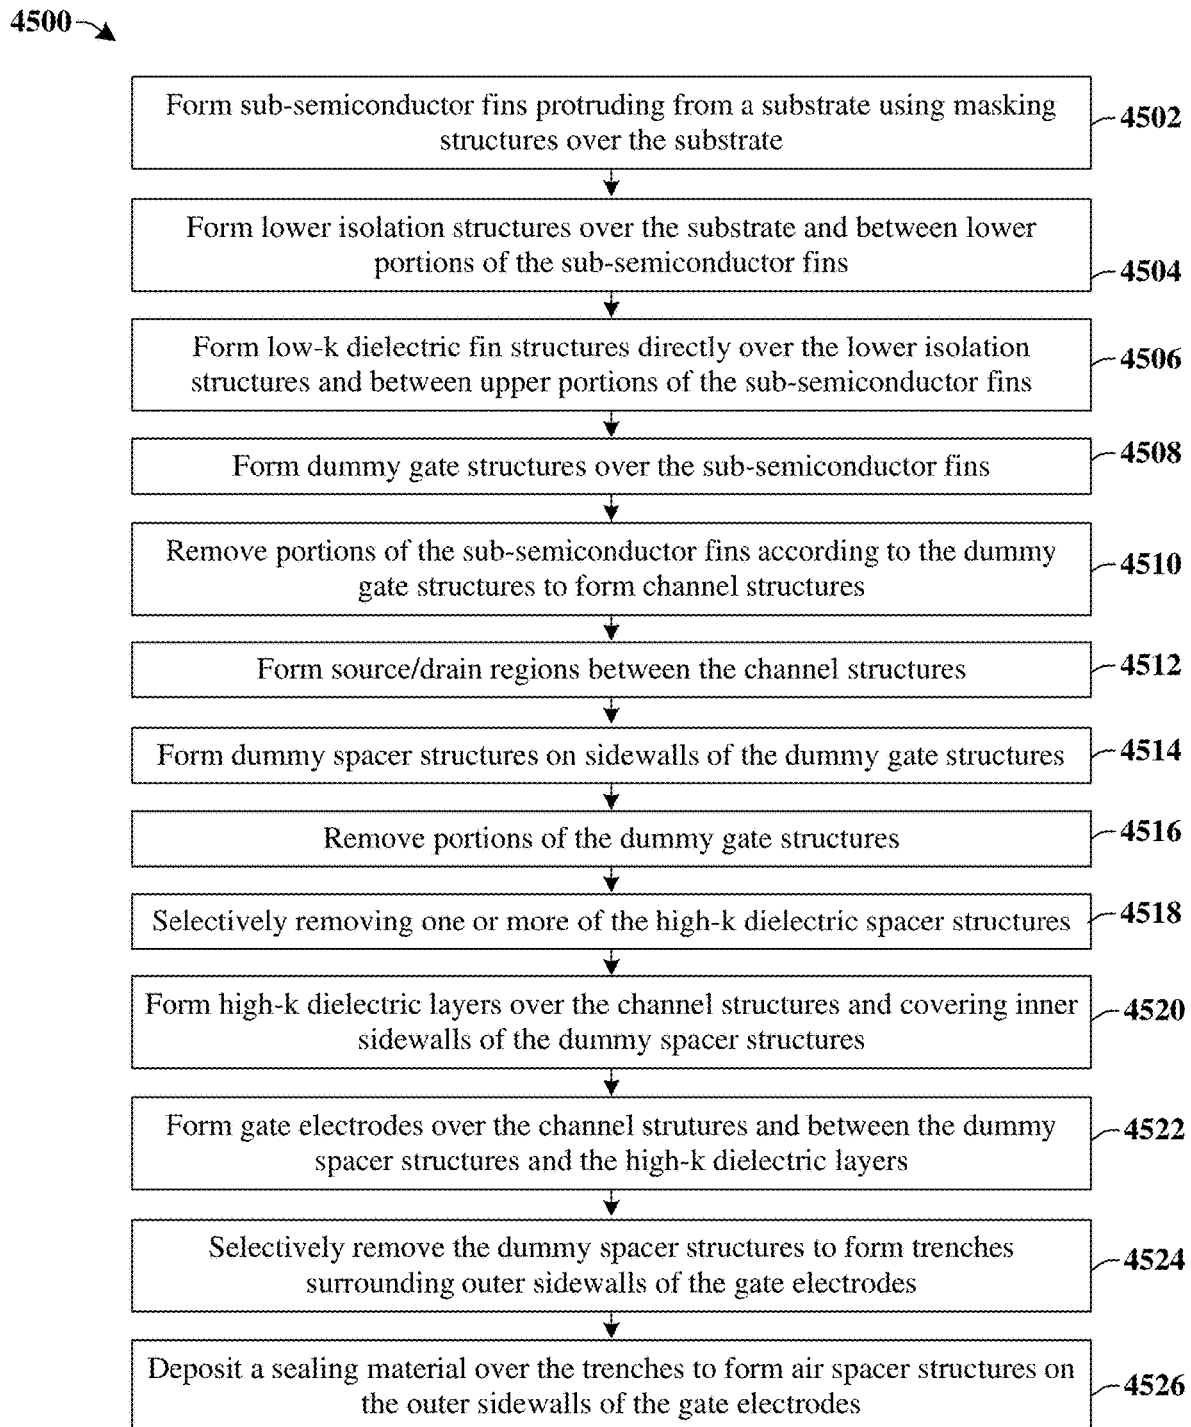 4500
Form sub-semiconductor fins protruding from a substrate using masking
structures over the substrate
4502
Form lower isolation structures over the substrate and between lower
portions of the sub-semiconductor fins
4504
Form low-k dielectric fin structures directly over the lower isolation
structures and between upper portions of the sub-semiconductor fins
4506
Form dummy gate structures over the sub-semiconductor fins
4508
Remove portions of the sub-semiconductor fins according to the dummy
gate structures to form channel structures
4510
Form source/drain regions between the channel structures
4512
Form dummy spacer structures on sidewalls of the dummy gate structures
4514
Remove portions of the dummy gate structures
4516
Selectively removing one or more of the high-k dielectric spacer structures
4518
Form high-k dielectric layers over the channel structures and covering inner
sidewalls of the dummy spacer structures
4520
Form gate electrodes over the channel strutures and between the dummy
spacer structures and the high-k dielectric layers
4522
Selectively remove the dummy spacer structures to form trenches
surrounding outer sidewalls of the gate electrodes
4524
Deposit a sealing material over the trenches to form air spacer structures on
the outer sidewalls of the gate electrodes
4526